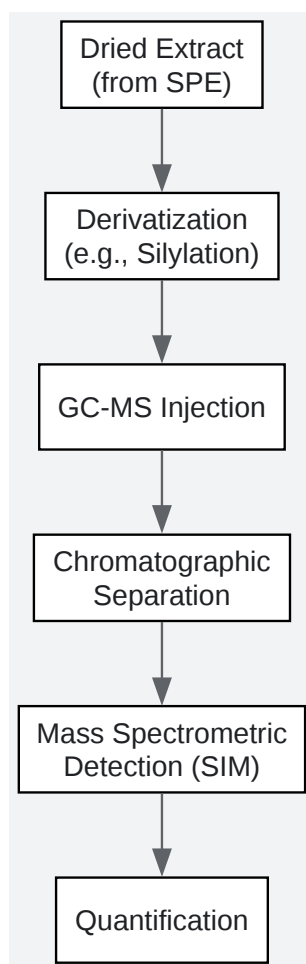 Dried Extract
(from SPE)
Derivatization
(e.g., Silylation)
GC-MS Injection
Chromatographic
Separation
Mass Spectrometric
Detection (SIM)
Quantification